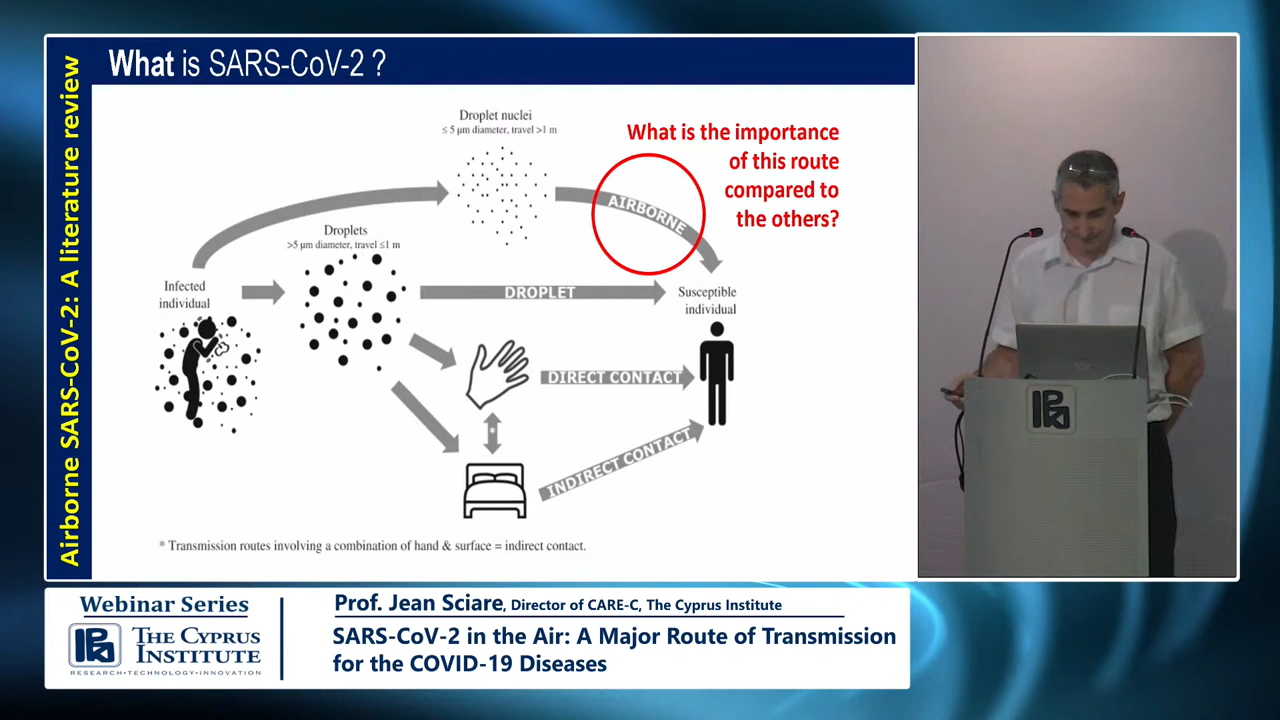 Airborne SARS-CoV-2: A literature review
What is SARS-CoV-2 ?
Droplet nuclei
≤ 5 μm diameter, travel >1 m
What is the importance
of this route
compared to
the others?
AIRBORNE
Droplets
>5 μm diameter, travel ≤1 m
Infected
individual
DROPLET
Susceptible
individual
DIRECT CONTACT
*
INDIRECT CONTACT
* Transmission routes involving a combination of hand & surface = indirect contact.
Webinar Series
THE CYPRUS
INSTITUTE
RESEARCH•TECHNOLOGY•INNOVATION
Prof. Jean Sciare, Director of CARE-C, The Cyprus Institute
SARS-CoV-2 in the Air: A Major Route of Transmission
for the COVID-19 Diseases